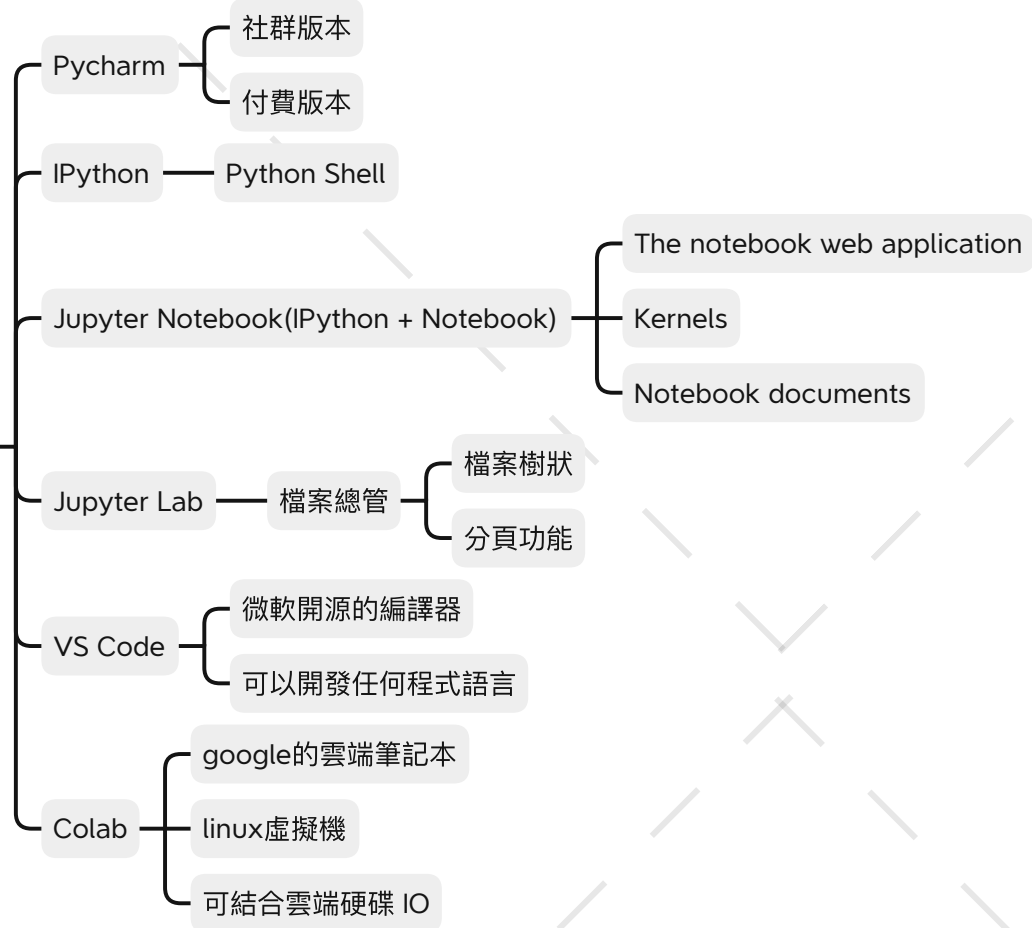 社群版本
Pycharm
付費版本
IPython
Python Shell
The notebook web application
Jupyter Notebook(IPython + Notebook)
Kernels
Notebook documents
檔案樹狀
Jupyter Lab
檔案總管
分頁功能
微軟開源的編譯器
VS Code
可以開發任何程式語言
google的雲端筆記本
Colab
linux虛擬機
可結合雲端硬碟 IO